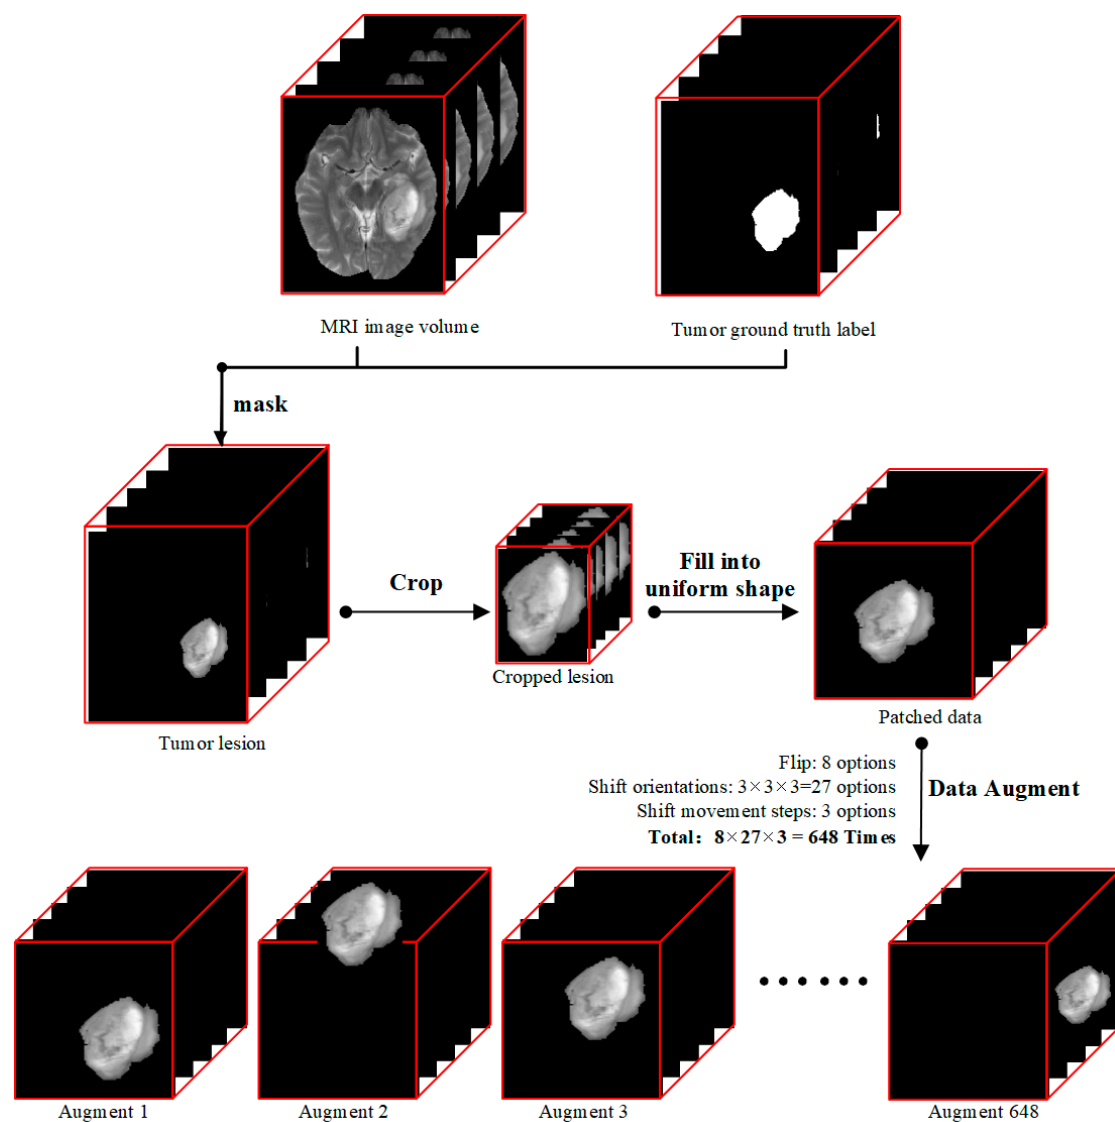 MRI image volume
Tumor ground truth label
mask
Crop
Fill into
uniform shape
Cropped lesion
Tumor lesion
Patched data
Flip: 8 options
Shift orientations: 3×3×3=27 options
Shift movement steps: 3 options
Total: 8×27×3 = 648 Times
Data Augment
Augment 1
Augment 2
Augment 3
Augment 648